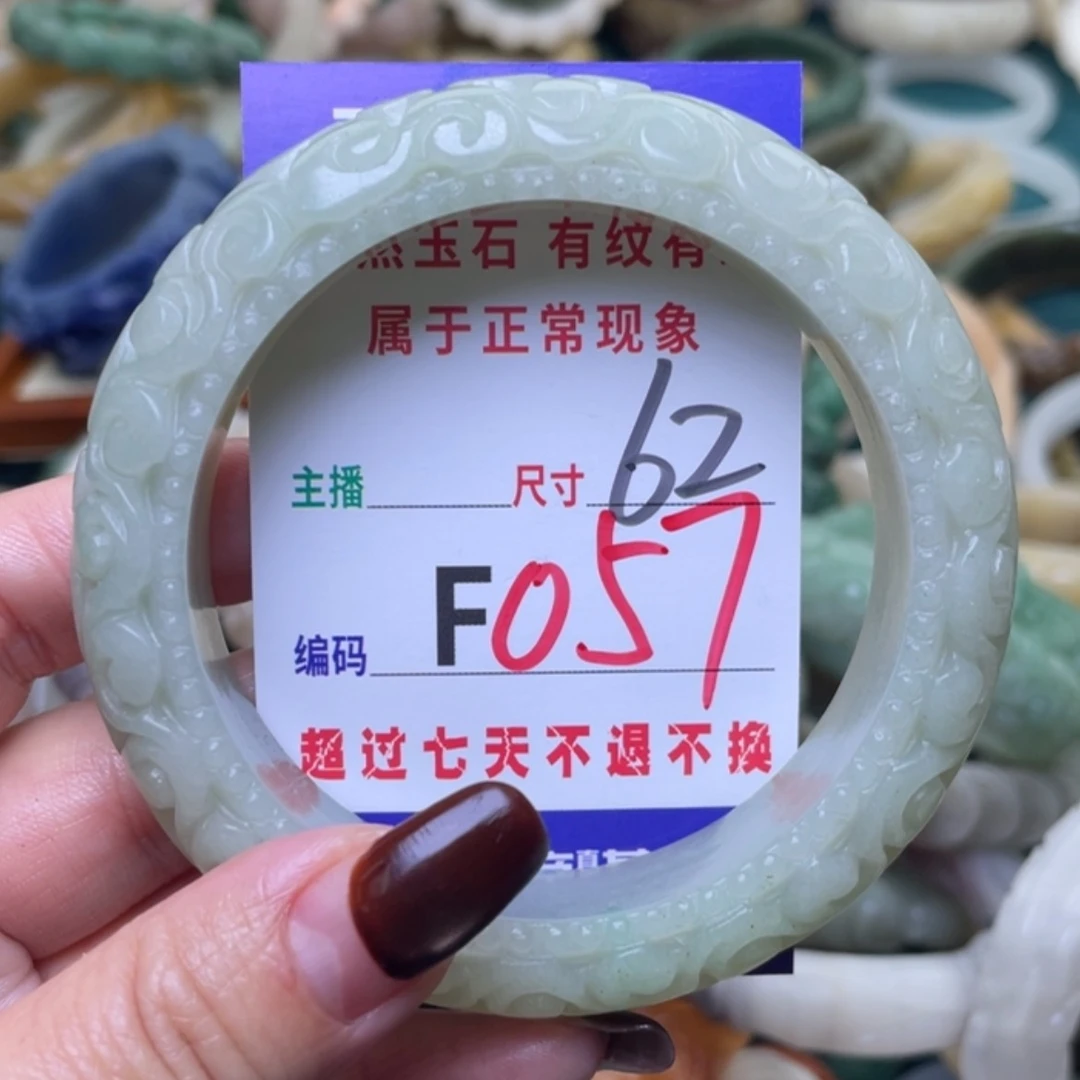 然玉石 有纹有
属于正常现象
主播 尺寸 62
编码 F057
超过七天不退不换